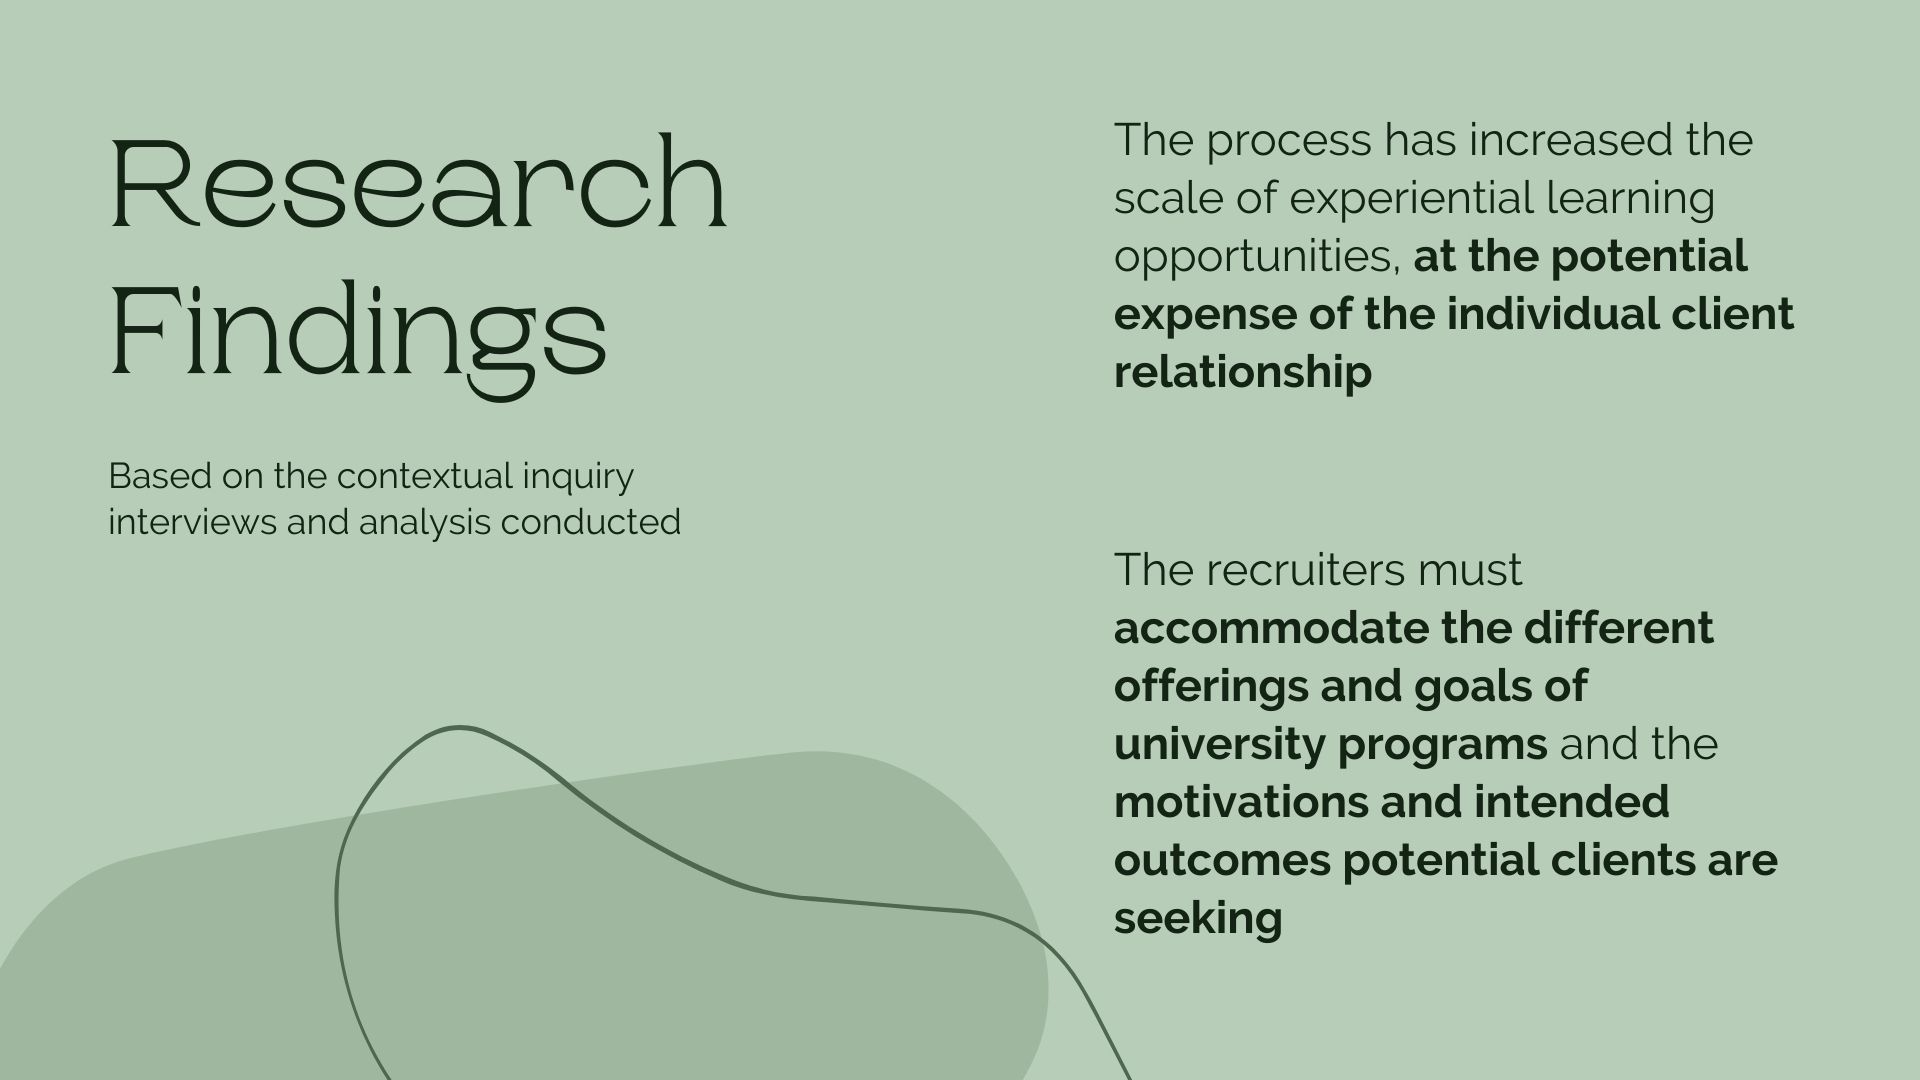 Research
Findings
Based on the contextual inquiry
interviews and analysis conducted
The process has increased the
scale of experiential learning
opportunities, at the potential
expense of the individual client
relationship
The recruiters must
accommodate the different
offerings and goals of
university programs and the
motivations and intended
outcomes potential clients are
seeking